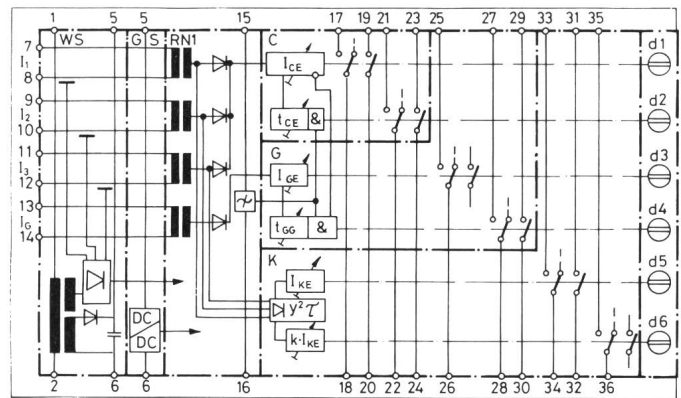 1 5 5 15 17 19 21 23 25 27 29 33 31 35
WS G S RN1 C
7
I1
8
9
I2
10
11
I3
12
13
IG
14
ICE
tCE &
G
IGE
tGG &
K
IKE
y²τ
k·IKE
DC
DC
d1
d2
d3
d4
d5
d6
2 6 6 16 18 20 22 24 26 28 30 34 32 36